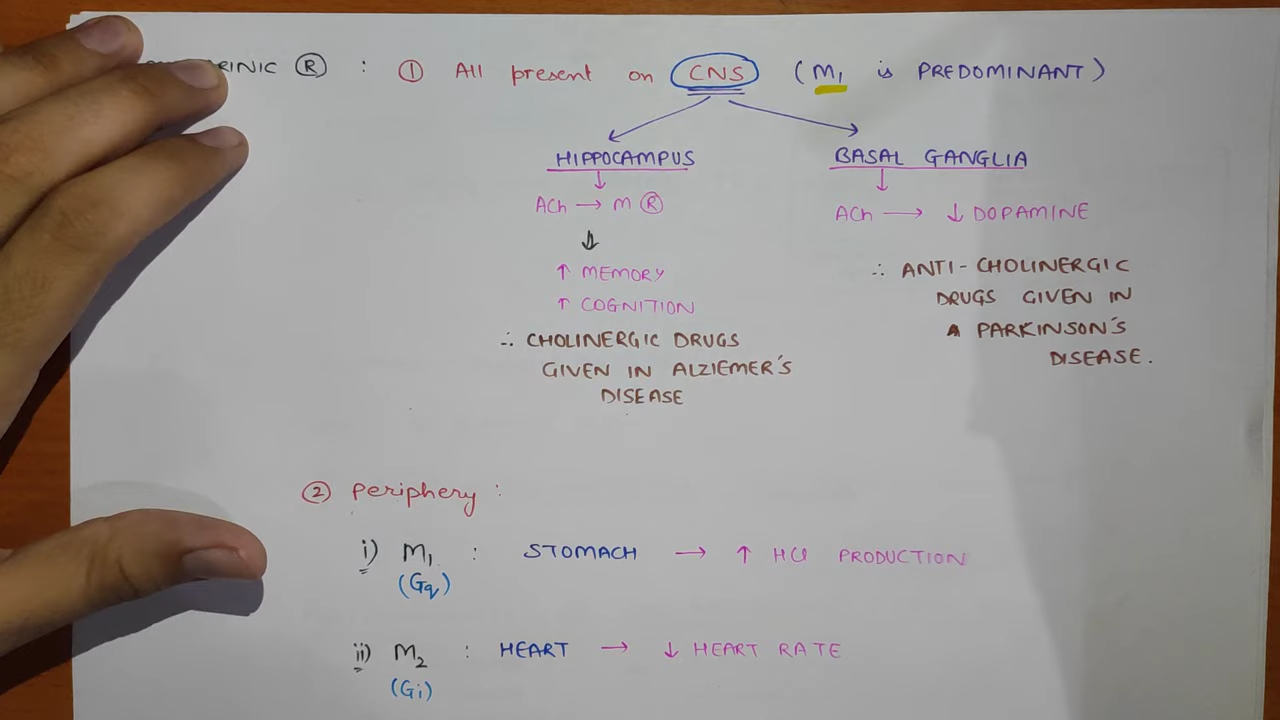 RINIC Ⓡ : ① All present on CNS (M₁ is PREDOMINANT)
HIPPOCAMPUS
ACh → M Ⓡ
↓
↑ MEMORY
↑ COGNITION
∴ CHOLINERGIC DRUGS
GIVEN IN ALZIEMER'S
DISEASE
BASAL GANGLIA
ACh → ↓ DOPAMINE
∴ ANTI-CHOLINERGIC
DRUGS GIVEN IN
PARKINSON'S
DISEASE.
② Periphery :
i) M₁ : STOMACH → ↑ HCl PRODUCTION
(Gq)
ii) M₂ : HEART → ↓ HEART RATE
(Gi)